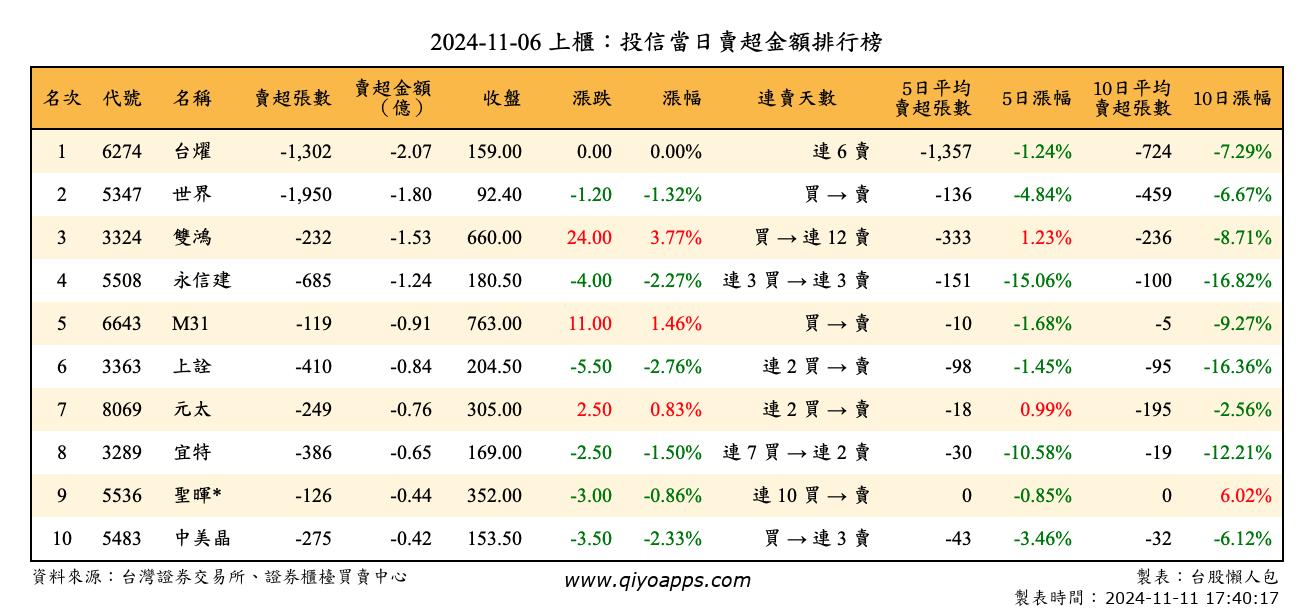 2024-11-06 上櫃：投信當日賣超金額排行榜
名次 代號 名稱 賣超張數 賣超金額（億） 收盤 漲跌 漲幅 連賣天數 5日平均賣超張數 5日漲幅 10日平均賣超張數 10日漲幅
1 6274 台燿 -1,302 -2.07 159.00 0.00 0.00% 連 6 賣 -1,357 -1.24% -724 -7.29%
2 5347 世界 -1,950 -1.80 92.40 -1.20 -1.32% 買 → 賣 -136 -4.84% -459 -6.67%
3 3324 雙鴻 -232 -1.53 660.00 24.00 3.77% 買 → 連 12 賣 -333 1.23% -236 -8.71%
4 5508 永信建 -685 -1.24 180.50 -4.00 -2.27% 連 3 買 → 連 3 賣 -151 -15.06% -100 -16.82%
5 6643 M31 -119 -0.91 763.00 11.00 1.46% 買 → 賣 -10 -1.68% -5 -9.27%
6 3363 上詮 -410 -0.84 204.50 -5.50 -2.76% 連 2 買 → 賣 -98 -1.45% -95 -16.36%
7 8069 元太 -249 -0.76 305.00 2.50 0.83% 連 2 買 → 賣 -18 0.99% -195 -2.56%
8 3289 宜特 -386 -0.65 169.00 -2.50 -1.50% 連 7 買 → 連 2 賣 -30 -10.58% -19 -12.21%
9 5536 聖暉* -126 -0.44 352.00 -3.00 -0.86% 連 10 買 → 賣 0 -0.85% 0 6.02%
10 5483 中美晶 -275 -0.42 153.50 -3.50 -2.33% 買 → 連 3 賣 -43 -3.46% -32 -6.12%
資料來源：台灣證券交易所、證券櫃檯買賣中心 www.qiyoapps.com 製表：台股懶人包
製表時間：2024-11-11 17:40:17